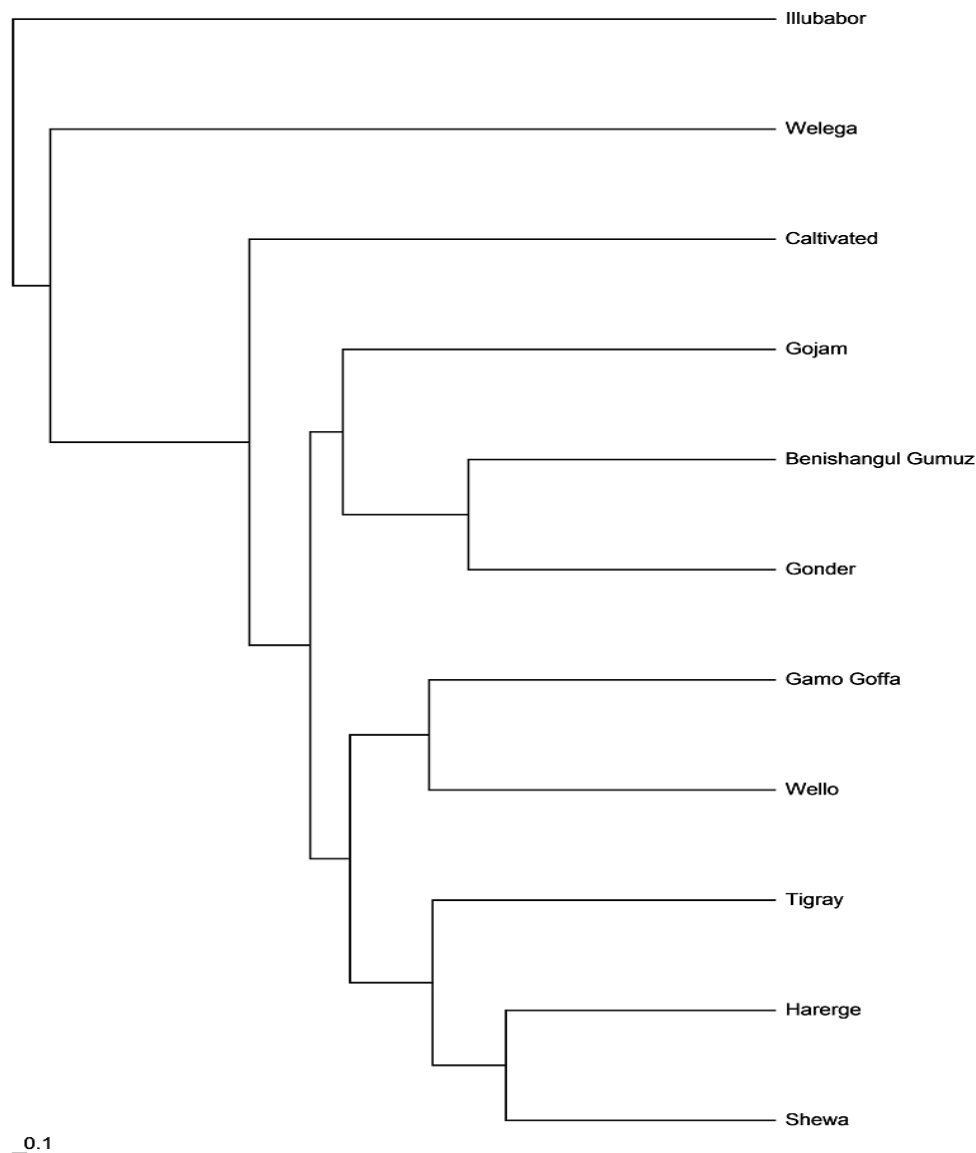 Illubabor
Welega
Caltivated
Gojam
Benishangul Gumuz
Gonder
Gamo Goffa
Wello
Tigray
Harerge
Shewa
0.1